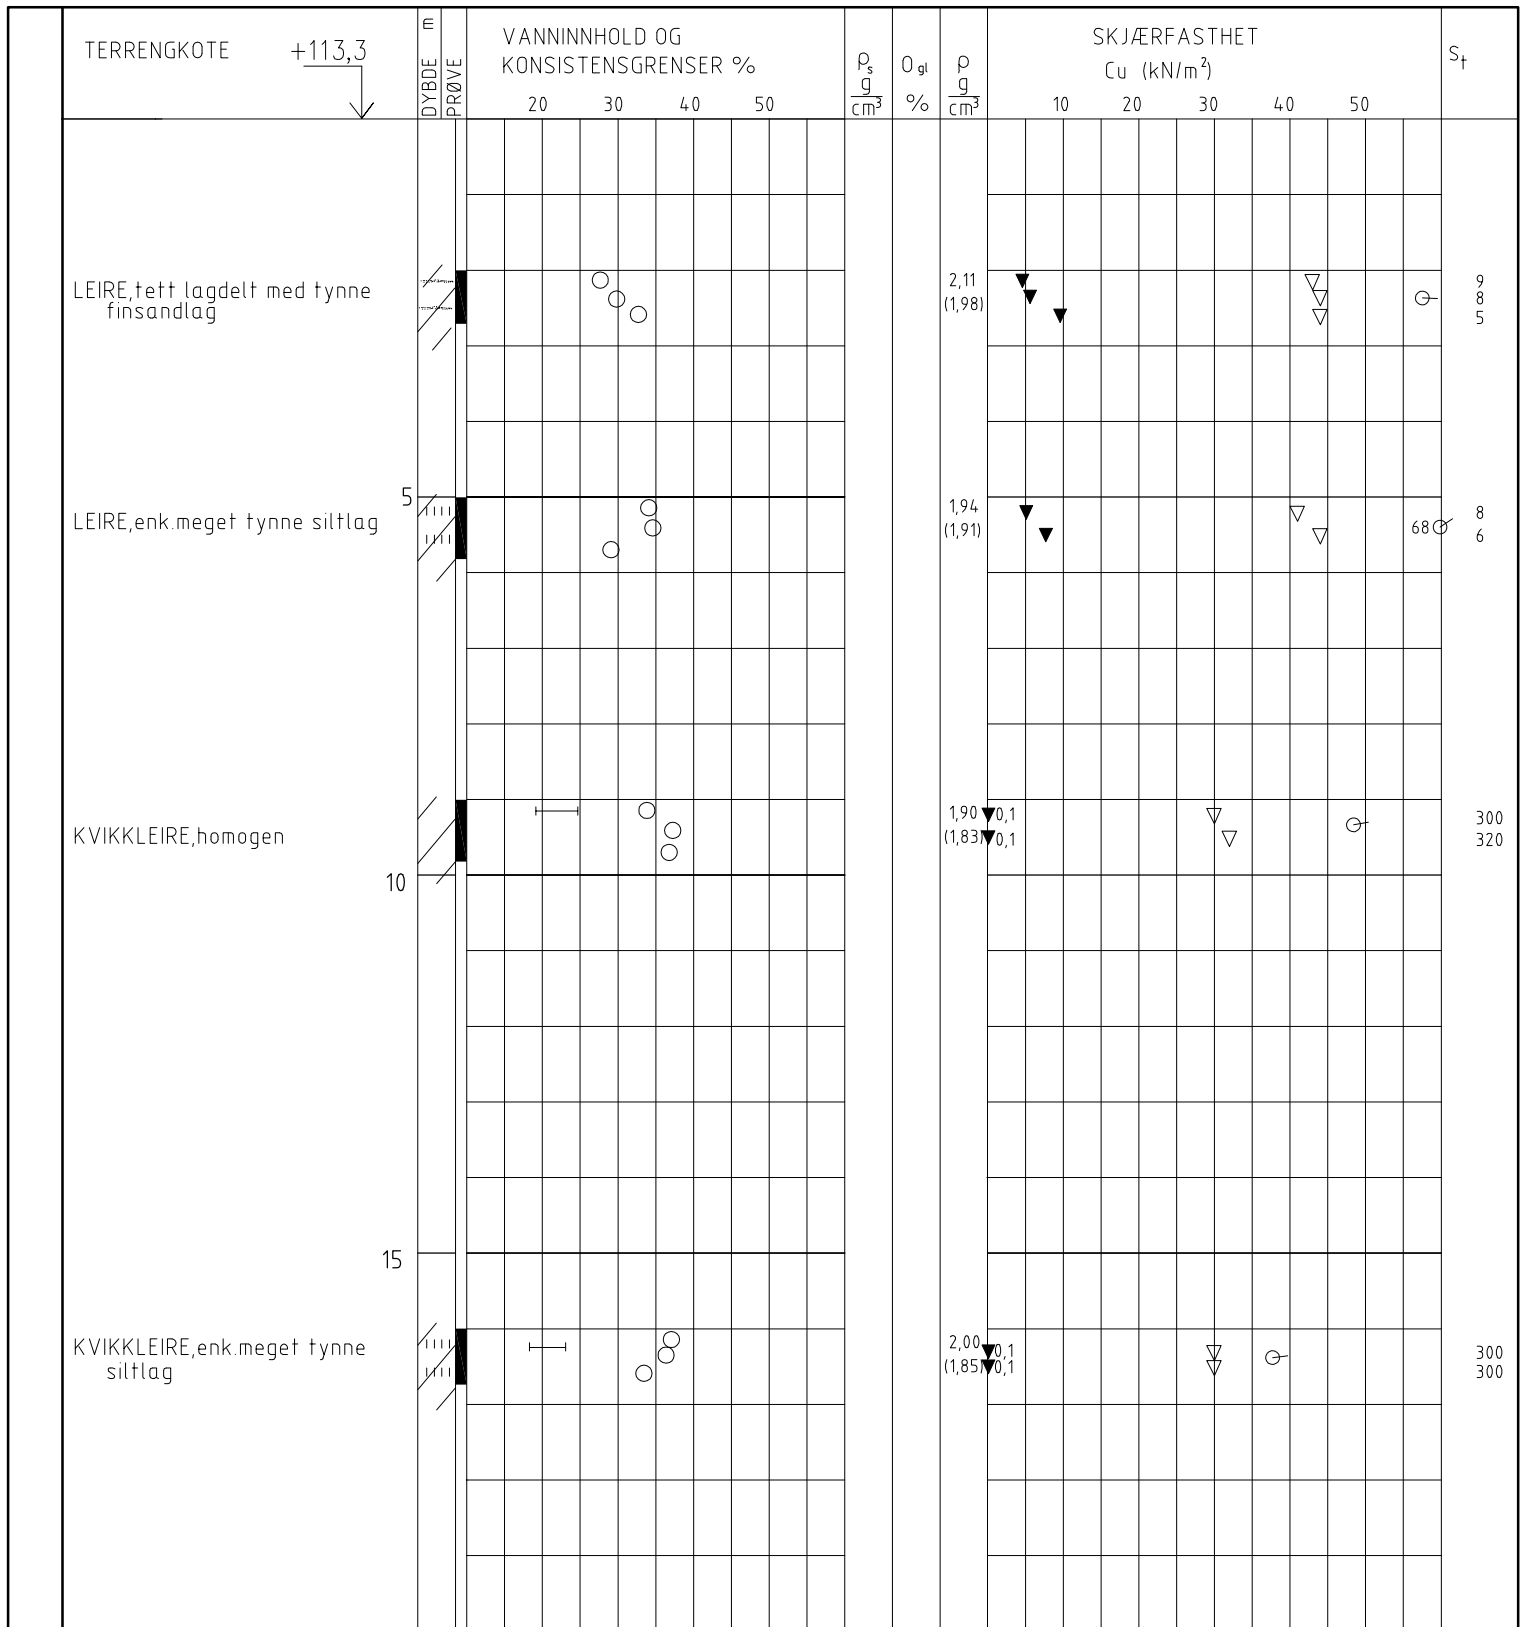 TERRENGKOTE +113,3
DYBDE m
PRØVE
VANNINNHOLD OG
KONSISTENSGRENSER %
20 30 40 50
ρs g/cm³
O gl %
ρ g/cm³
SKJÆRFASTHET
Cu (kN/m²)
10 20 30 40 50
St
LEIRE,tett lagdelt med tynne
finsandlag
2,11
(1,98)
9
8
5
5
LEIRE,enk.meget tynne siltlag
1,94
(1,91)
68
8
6
KVIKKLEIRE,homogen
1,90 0,1
(1,83) 0,1
300
320
10
15
KVIKKLEIRE,enk.meget tynne
siltlag
2,00 0,1
(1,85) 0,1
300
300